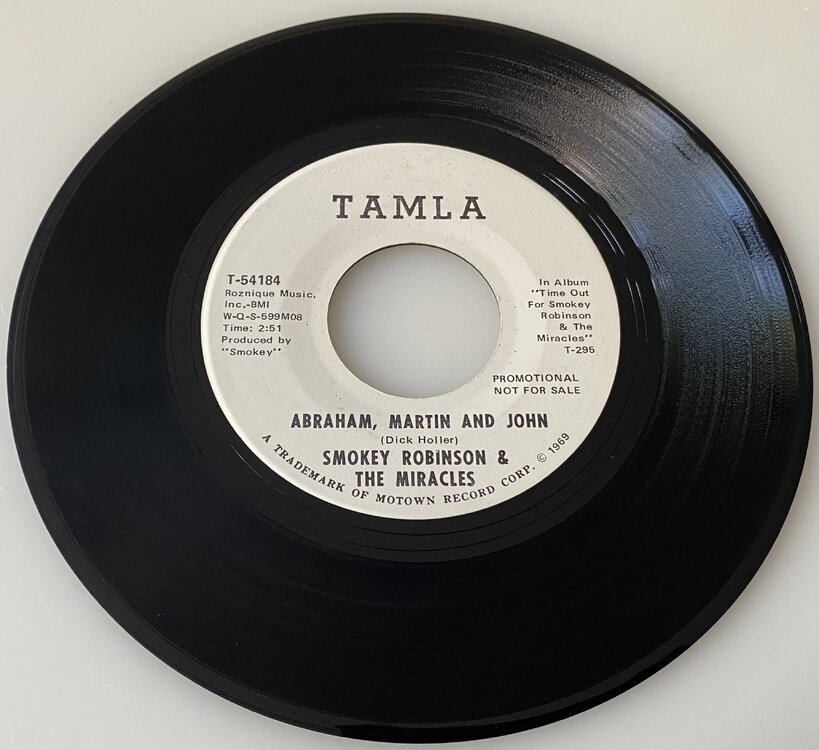 TAMLA
T-54184
Roznique Music,
Inc.-BMI
W-Q-S-599M08
Time: 2:51
Produced by
"Smokey"
In Album
"Time Out
For Smokey
Robinson
& The
Miracles"
T-295
PROMOTIONAL
NOT FOR SALE
ABRAHAM, MARTIN AND JOHN
(Dick Holler)
SMOKEY ROBINSON &
THE MIRACLES
A TRADEMARK OF MOTOWN RECORD CORP. © 1969